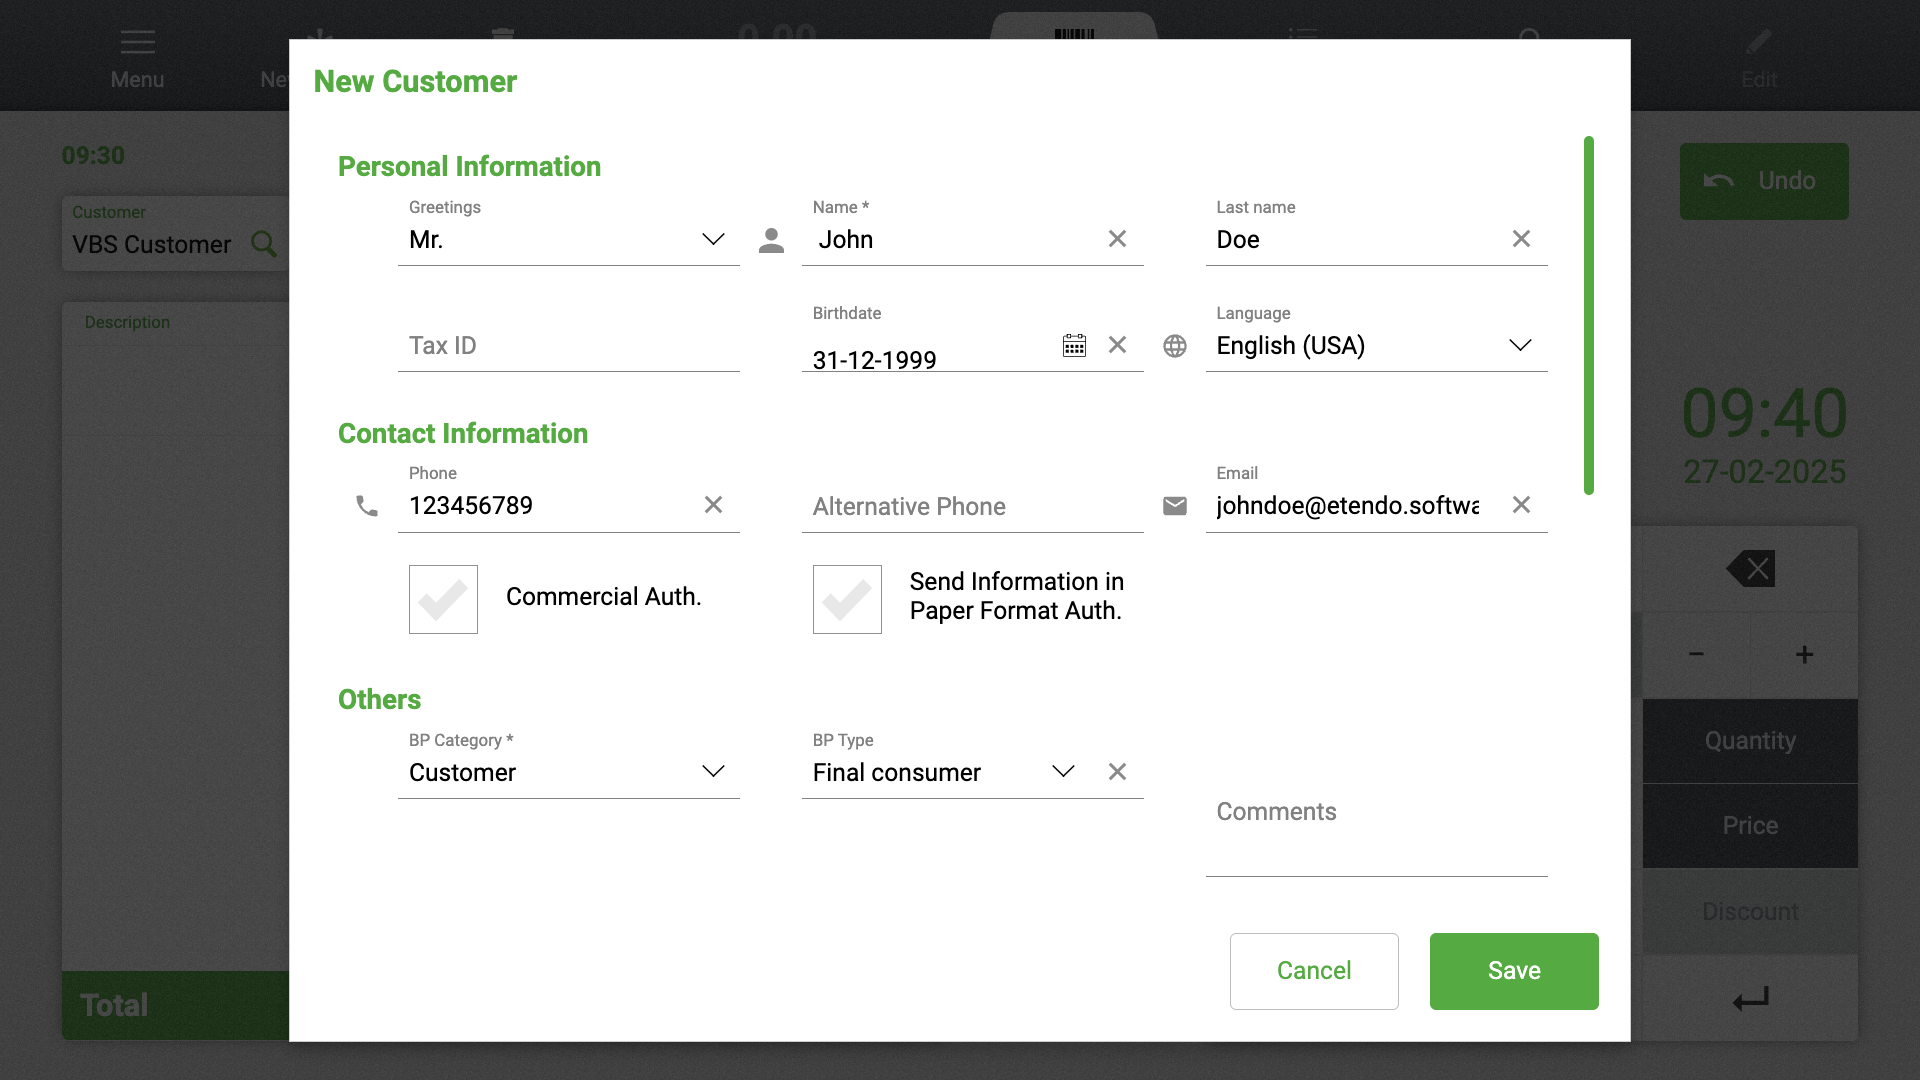 Menu
Edit
New Customer
09:30
Undo
Personal Information
Customer
VBS Customer
Greetings
Name *
Last name
Mr.
John
Doe
Description
Birthdate
Language
Tax ID
31-12-1999
English (USA)
09:40
27-02-2025
Contact Information
Phone
Email
123456789
Alternative Phone
johndoe@etendo.softwa
Commercial Auth.
Send Information in
Paper Format Auth.
−
+
Others
BP Category *
BP Type
Customer
Final consumer
Quantity
Comments
Price
Discount
Cancel
Save
Total